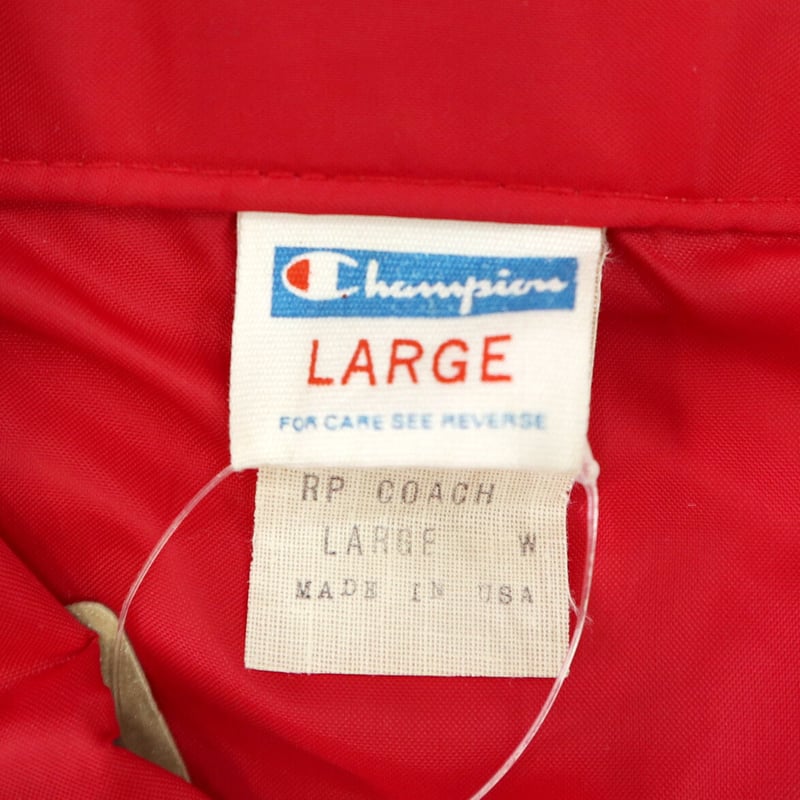 Champion
LARGE
FOR CARE SEE REVERSE
RP COACH
LARGE W
MADE IN USA